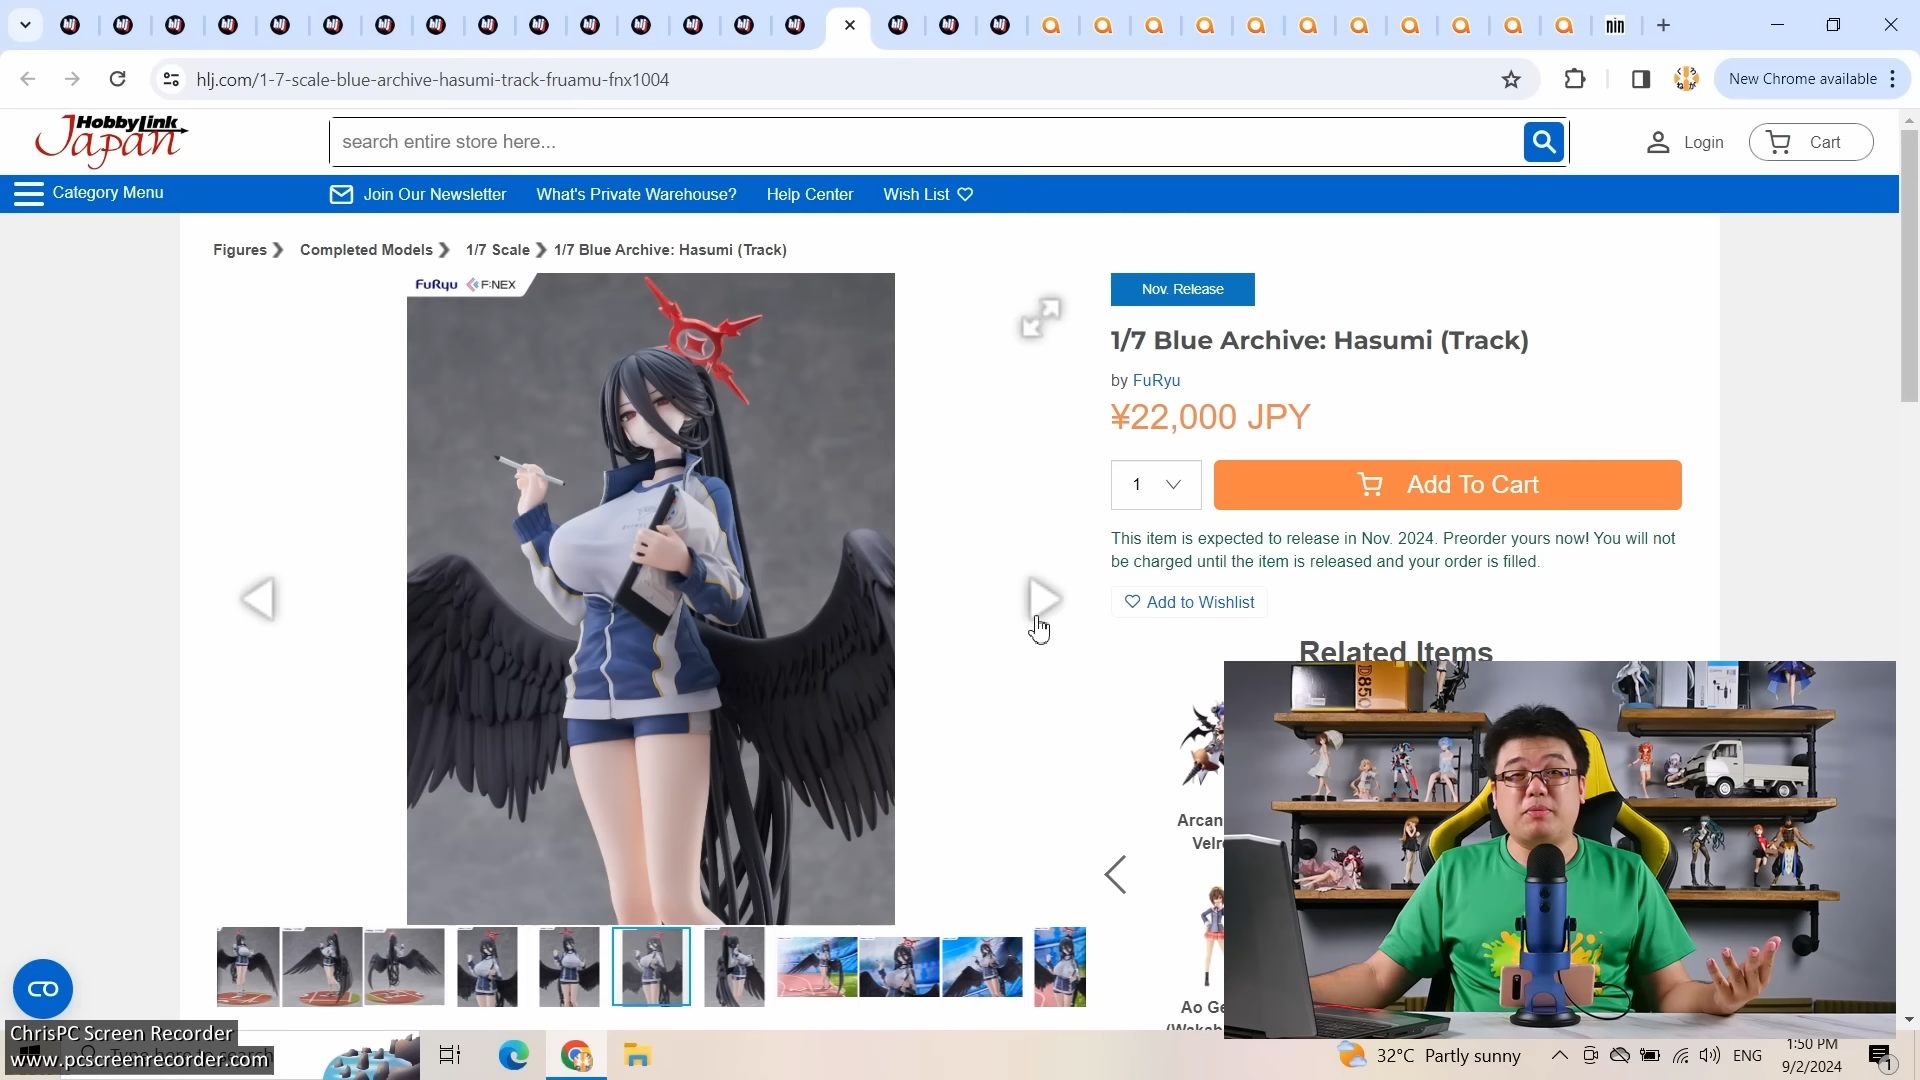 hlj.com/1-7-scale-blue-archive-hasumi-track-fruamu-fnx1004
nin
New Chrome available
HobbyLink
Japan
search entire store here...
Login
Cart
Category Menu
Join Our Newsletter
What's Private Warehouse?
Help Center
Wish List
Figures
Completed Models
1/7 Scale
1/7 Blue Archive: Hasumi (Track)
FuRyu F:NEX
Nov. Release
1/7 Blue Archive: Hasumi (Track)
by FuRyu
¥22,000 JPY
1
Add To Cart
This item is expected to release in Nov. 2024. Preorder yours now! You will not
be charged until the item is released and your order is filled.
Add to Wishlist
Related Items
D850
Arcan
Velre
Ao Ge
(Wakab
ChrisPC Screen Recorder
www.pcscreenrecorder.com
32°C Partly sunny
ENG
1:50 PM
9/2/2024
1